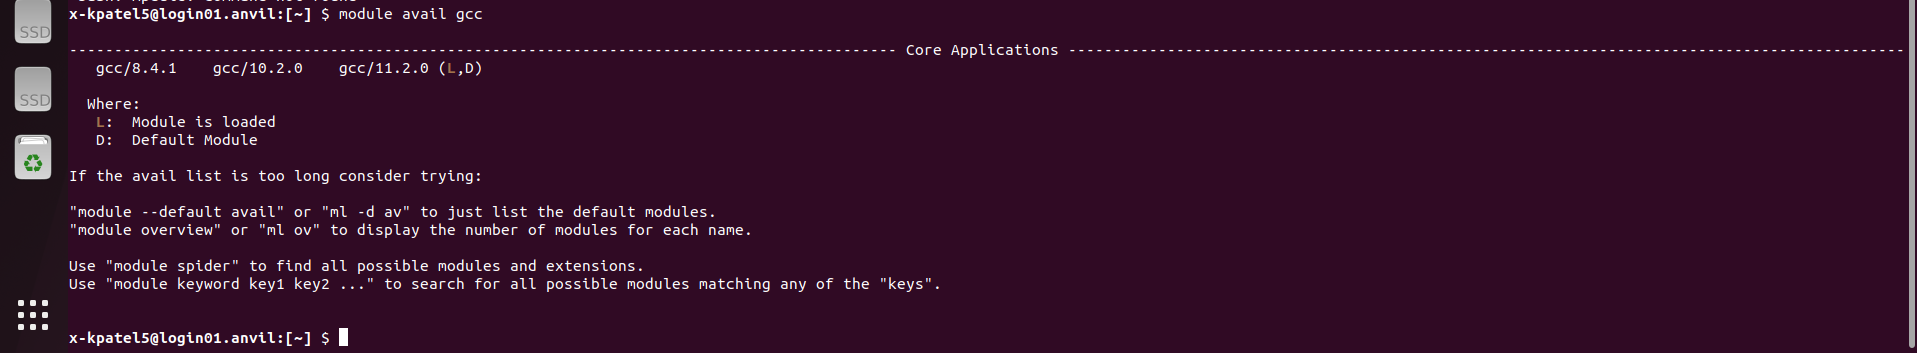 x-kpatel5@login01.anvil:[~] $ module avail gcc
-------------------------------------------------------------------------------------------- Core Applications ---------------------------------------------------------------------------------------------
gcc/8.4.1    gcc/10.2.0    gcc/11.2.0 (L,D)
Where:
L:  Module is loaded
D:  Default Module
If the avail list is too long consider trying:
"module --default avail" or "ml -d av" to just list the default modules.
"module overview" or "ml ov" to display the number of modules for each name.
Use "module spider" to find all possible modules and extensions.
Use "module keyword key1 key2 ..." to search for all possible modules matching any of the "keys".
x-kpatel5@login01.anvil:[~] $
SSD
SSD